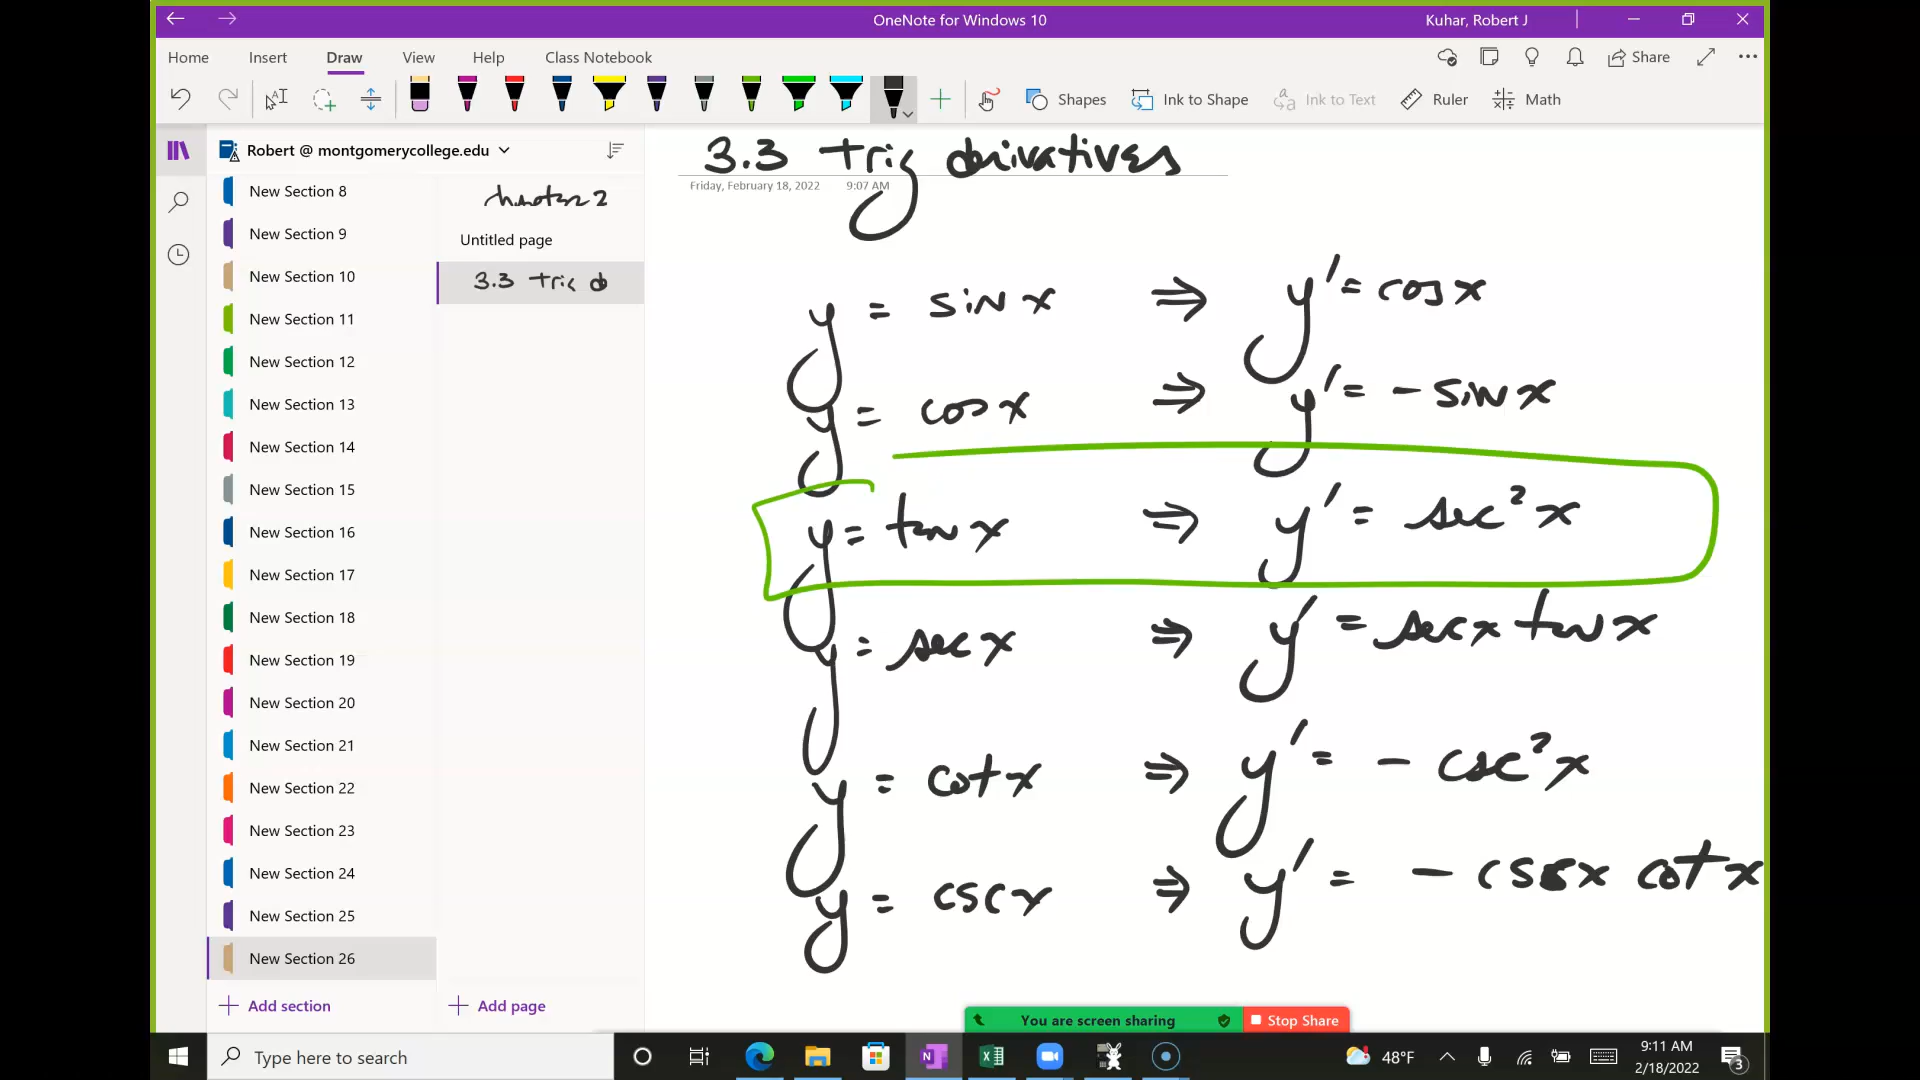 OneNote for Windows 10
Kuhar, Robert J
Home Insert Draw View Help Class Notebook
Share
Shapes Ink to Shape Ink to Text Ruler Math
Robert @ montgomerycollege.edu
New Section 8
New Section 9
New Section 10
New Section 11
New Section 12
New Section 13
New Section 14
New Section 15
New Section 16
New Section 17
New Section 18
New Section 19
New Section 20
New Section 21
New Section 22
New Section 23
New Section 24
New Section 25
New Section 26
Add section
chapter 2
Untitled page
3.3 Trig d
Add page
3.3 Trig derivatives
Friday, February 18, 2022 9:07 AM
y = sin x ⇒ y' = cos x
y = cos x ⇒ y' = - sin x
y = tan x ⇒ y' = sec² x
y = sec x ⇒ y' = sec x tan x
y = cot x ⇒ y' = - csc² x
y = csc x ⇒ y' = - csc x cot x
You are screen sharing Stop Share
Type here to search
48°F
9:11 AM
2/18/2022
3